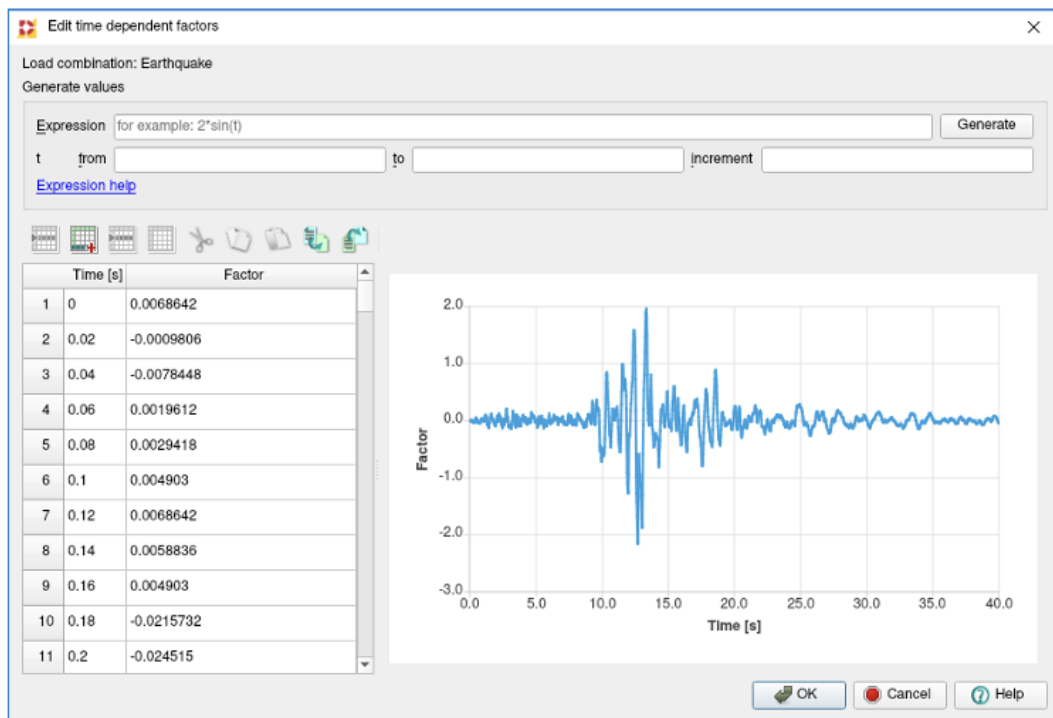 Edit time dependent factors
Load combination: Earthquake
Generate values
Expression for example: 2*sin(t) Generate
t from to increment
Expression help
Time [s] Factor
1 0 0.0068642
2 0.02 -0.0009806
3 0.04 -0.0078448
4 0.06 0.0019612
5 0.08 0.0029418
6 0.1 0.004903
7 0.12 0.0068642
8 0.14 0.0058836
9 0.16 0.004903
10 0.18 -0.0215732
11 0.2 -0.024515
2.0
1.0
0.0
-1.0
-2.0
-3.0
Factor
0.0 5.0 10.0 15.0 20.0 25.0 30.0 35.0 40.0
Time [s]
OK Cancel Help